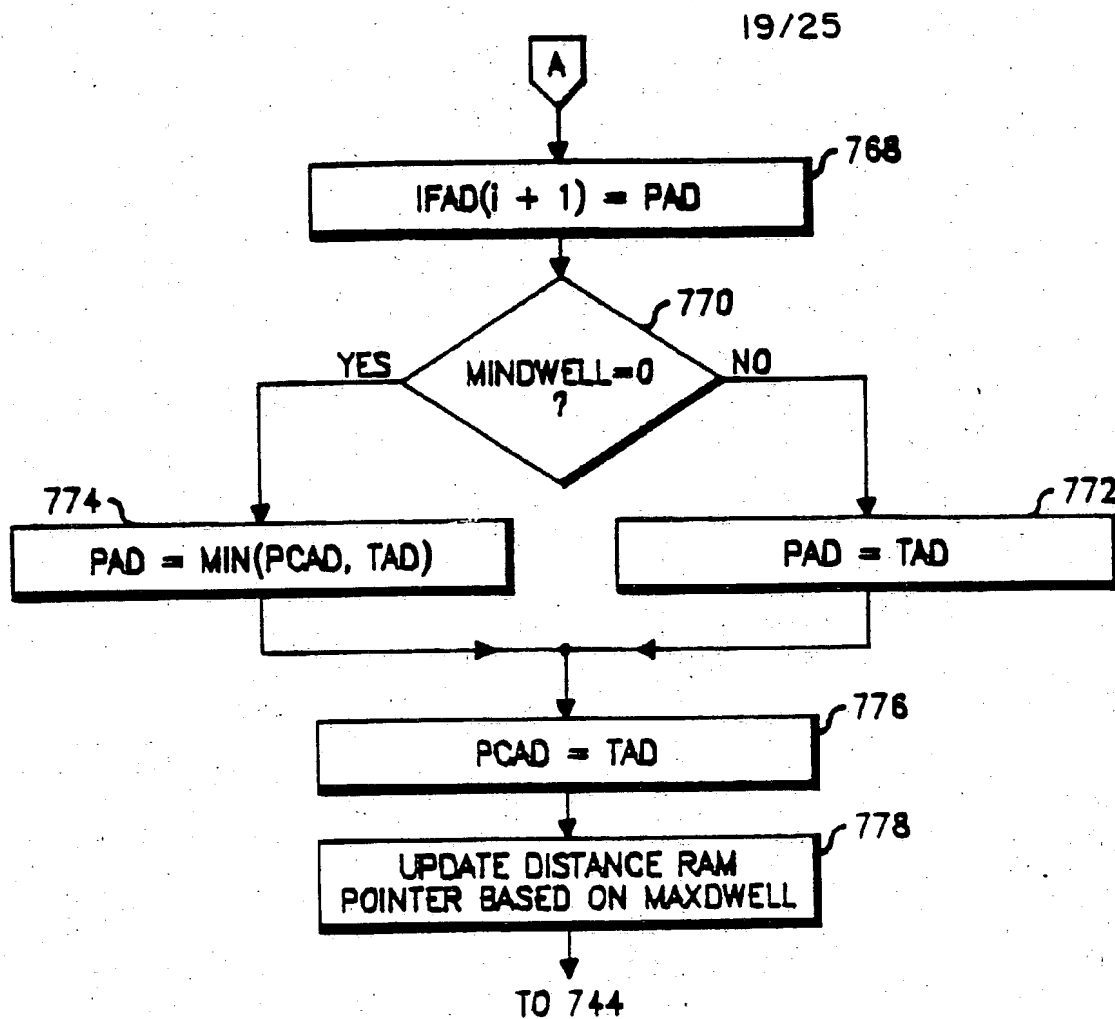 19/25
A
768
IFAD(i + 1) = PAD
770
YES
MINDWELL=0
?
NO
774
772
PAD = MIN(PCAD, TAD)
PAD = TAD
776
PCAD = TAD
778
UPDATE DISTANCE RAM
POINTER BASED ON MAXDWELL
TO 744